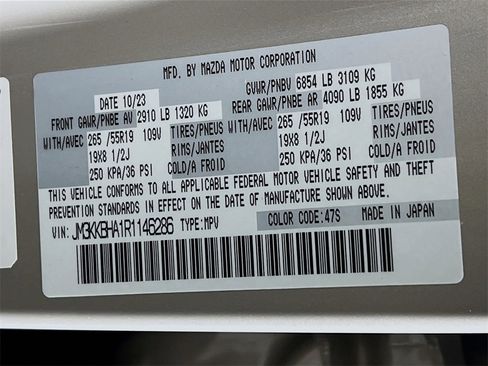 MFD. BY MAZDA MOTOR CORPORATION
DATE 10/23
GVWR/PNBV 6854 LB 3109 KG
FRONT GAWR/PNBE AV 2910 LB 1320 KG
REAR GAWR/PNBE AR 4090 LB 1855 KG
WITH/AVEC 265 /55R19 109V TIRES/PNEUS WITH/AVEC 265 /55R19 109V TIRES/PNEUS
19X8 1/2J RIMS/JANTES 19X8 1/2J RIMS/JANTES
250 KPA/36 PSI COLD/A FROID 250 KPA/36 PSI COLD/A FROID
THIS VEHICLE CONFORMS TO ALL APPLICABLE FEDERAL MOTOR VEHICLE SAFETY AND THEFT
PREVENTION STANDARDS IN EFFECT ON THE DATE OF MANUFACTURE SHOWN ABOVE.
VIN: JM3KKBHA1R1146286 TYPE:MPV COLOR CODE:47S MADE IN JAPAN